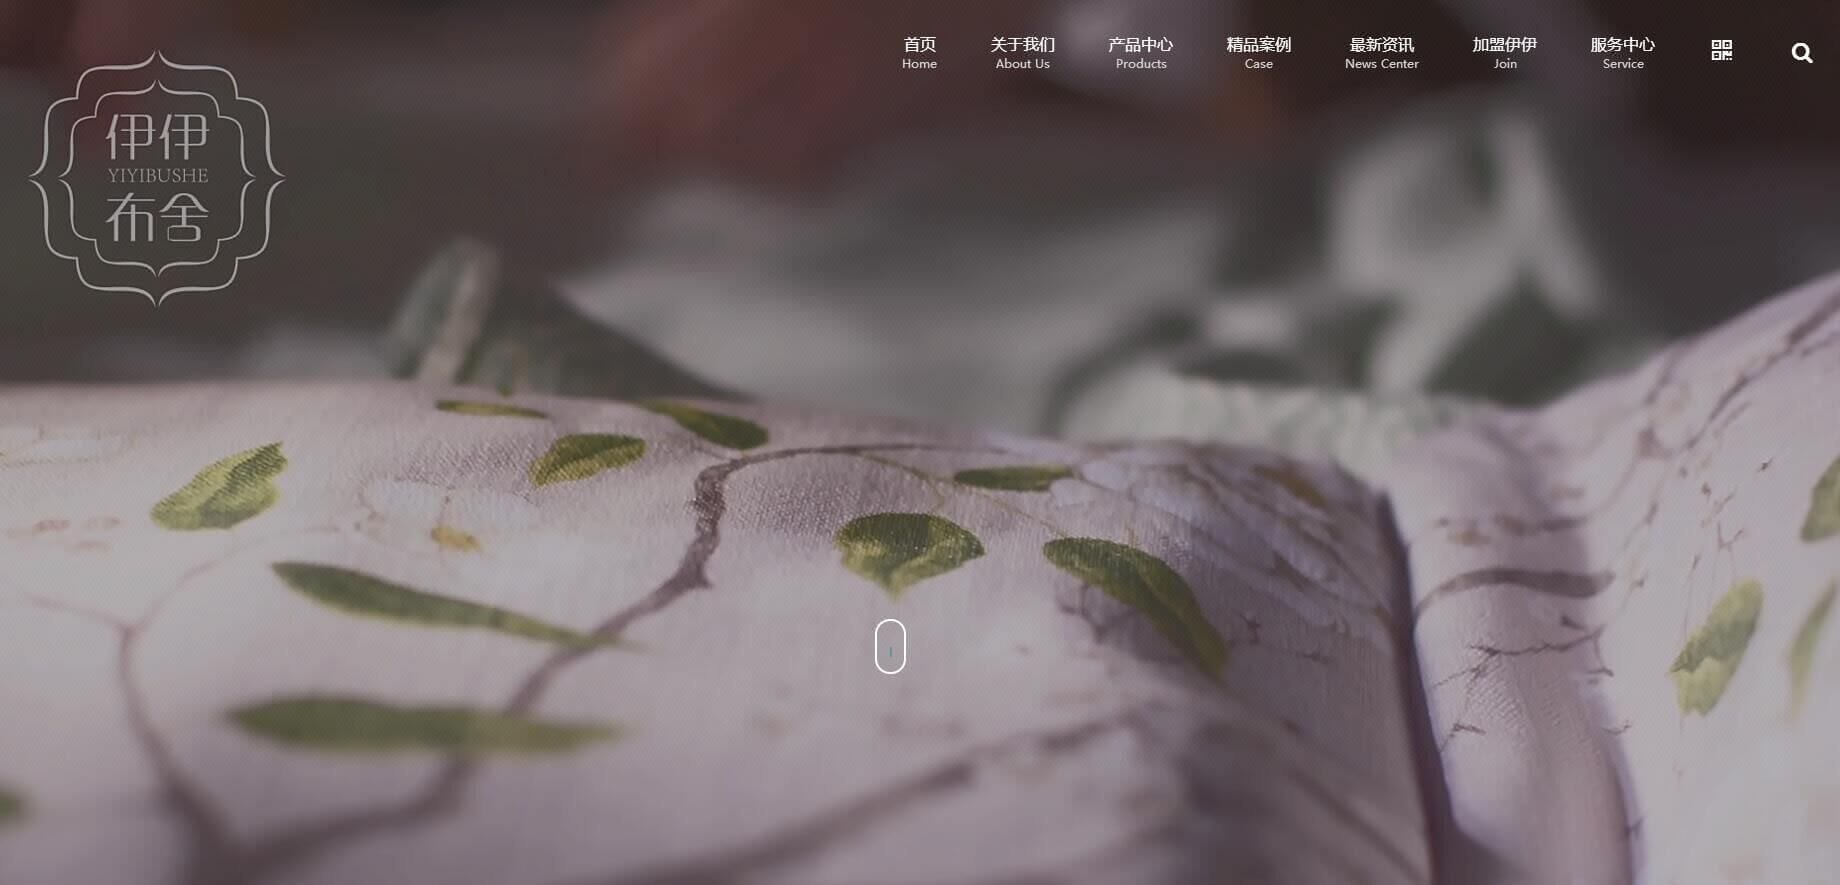 首页
Home
关于我们
About Us
产品中心
Products
精品案例
Case
最新资讯
News Center
加盟伊伊
Join
服务中心
Service
伊伊
YIYIBUSHE
布舍